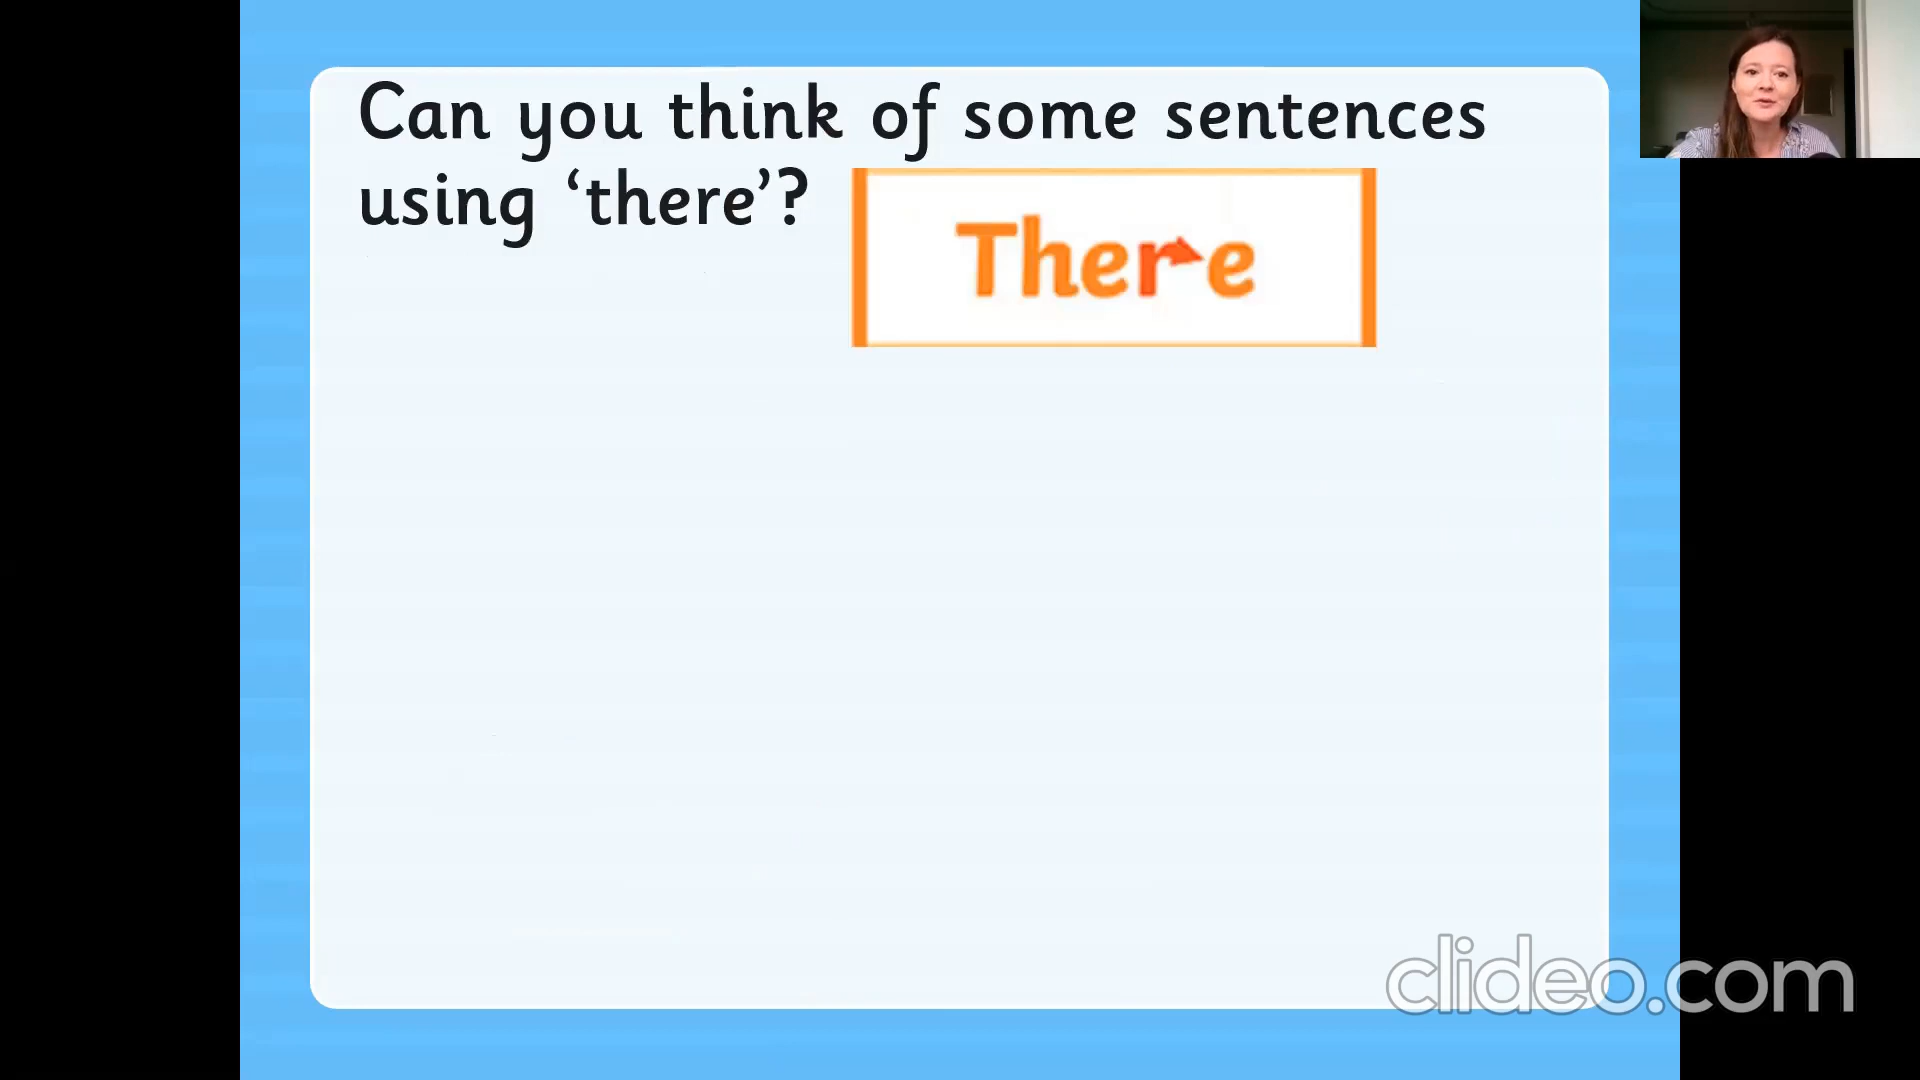 Can you think of some sentences
using ‘there’?
There
clideo.com